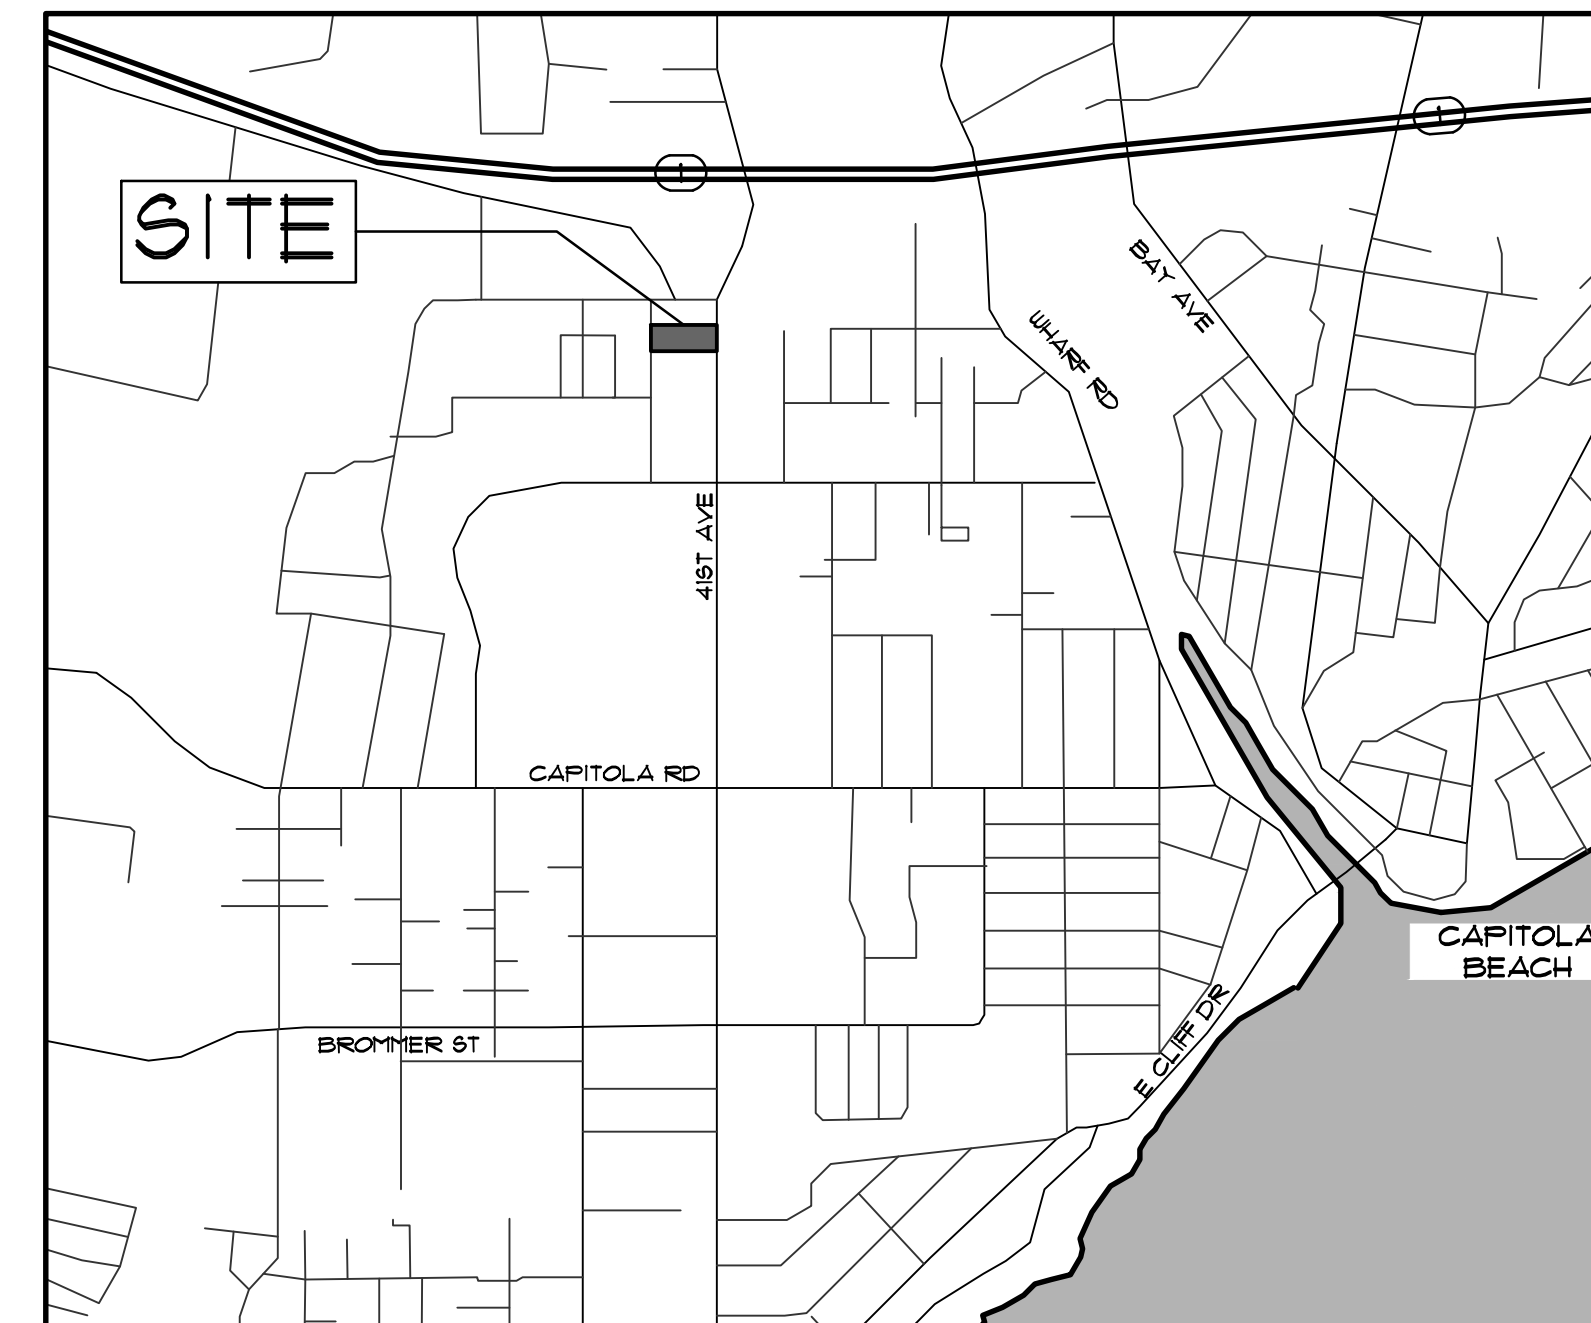 1
1
SITE
BAY AVE
WHARF RD
41ST AVE
CAPITOLA RD
CAPITOLA
BEACH
E CLIFF DR
BROMMER ST